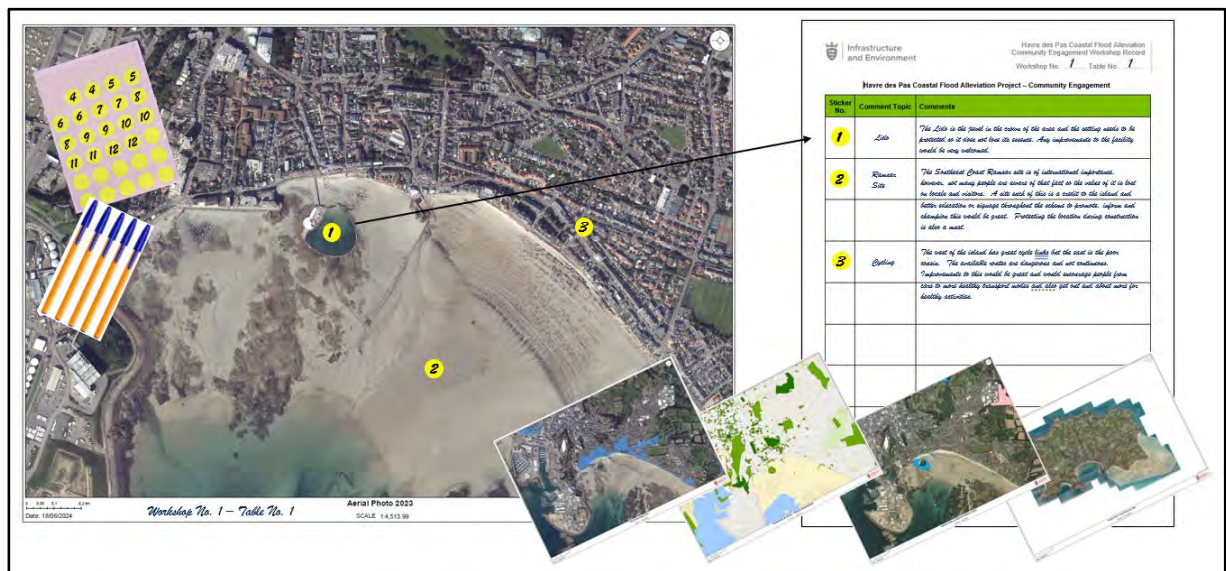 4 4 5 5
6 6 7 7 8
8 9 9 10 10
11 11 12 12
1
2
3
Date: 18/06/2024
Workshop No. 1 – Table No. 1
Aerial Photo 2023
SCALE 1:4,513.99
Infrastructure
and Environment
Havre des Pas Coastal Flood Alleviation
Community Engagement Workshop Record
Workshop No. 1 Table No. 1
Havre des Pas Coastal Flood Alleviation Project – Community Engagement
Sticker No. Comment Topic Comments
1 Lido
The Lido is the jewel in the crown of the area and the setting needs to be
protected so it does not lose its essence. Any improvements to the facility
would be very welcomed.
2 Ramsar Site
The Southeast Coast Ramsar site is of international importance,
however, not many people are aware of that fact so the value of it is lost
on locals and visitors. A site such of this is a credit to the island and
better education or signage throughout the scheme to promote, inform and
champion this would be great. Protecting the location during construction
is also a must.
3 Cycling
The west of the island has great cycle links but the east is the poor
cousin. The available routes are dangerous and not continuous.
Improvements to this would be great and would encourage people from
cars to more healthy transport modes and also get out and about more for
healthy activities.